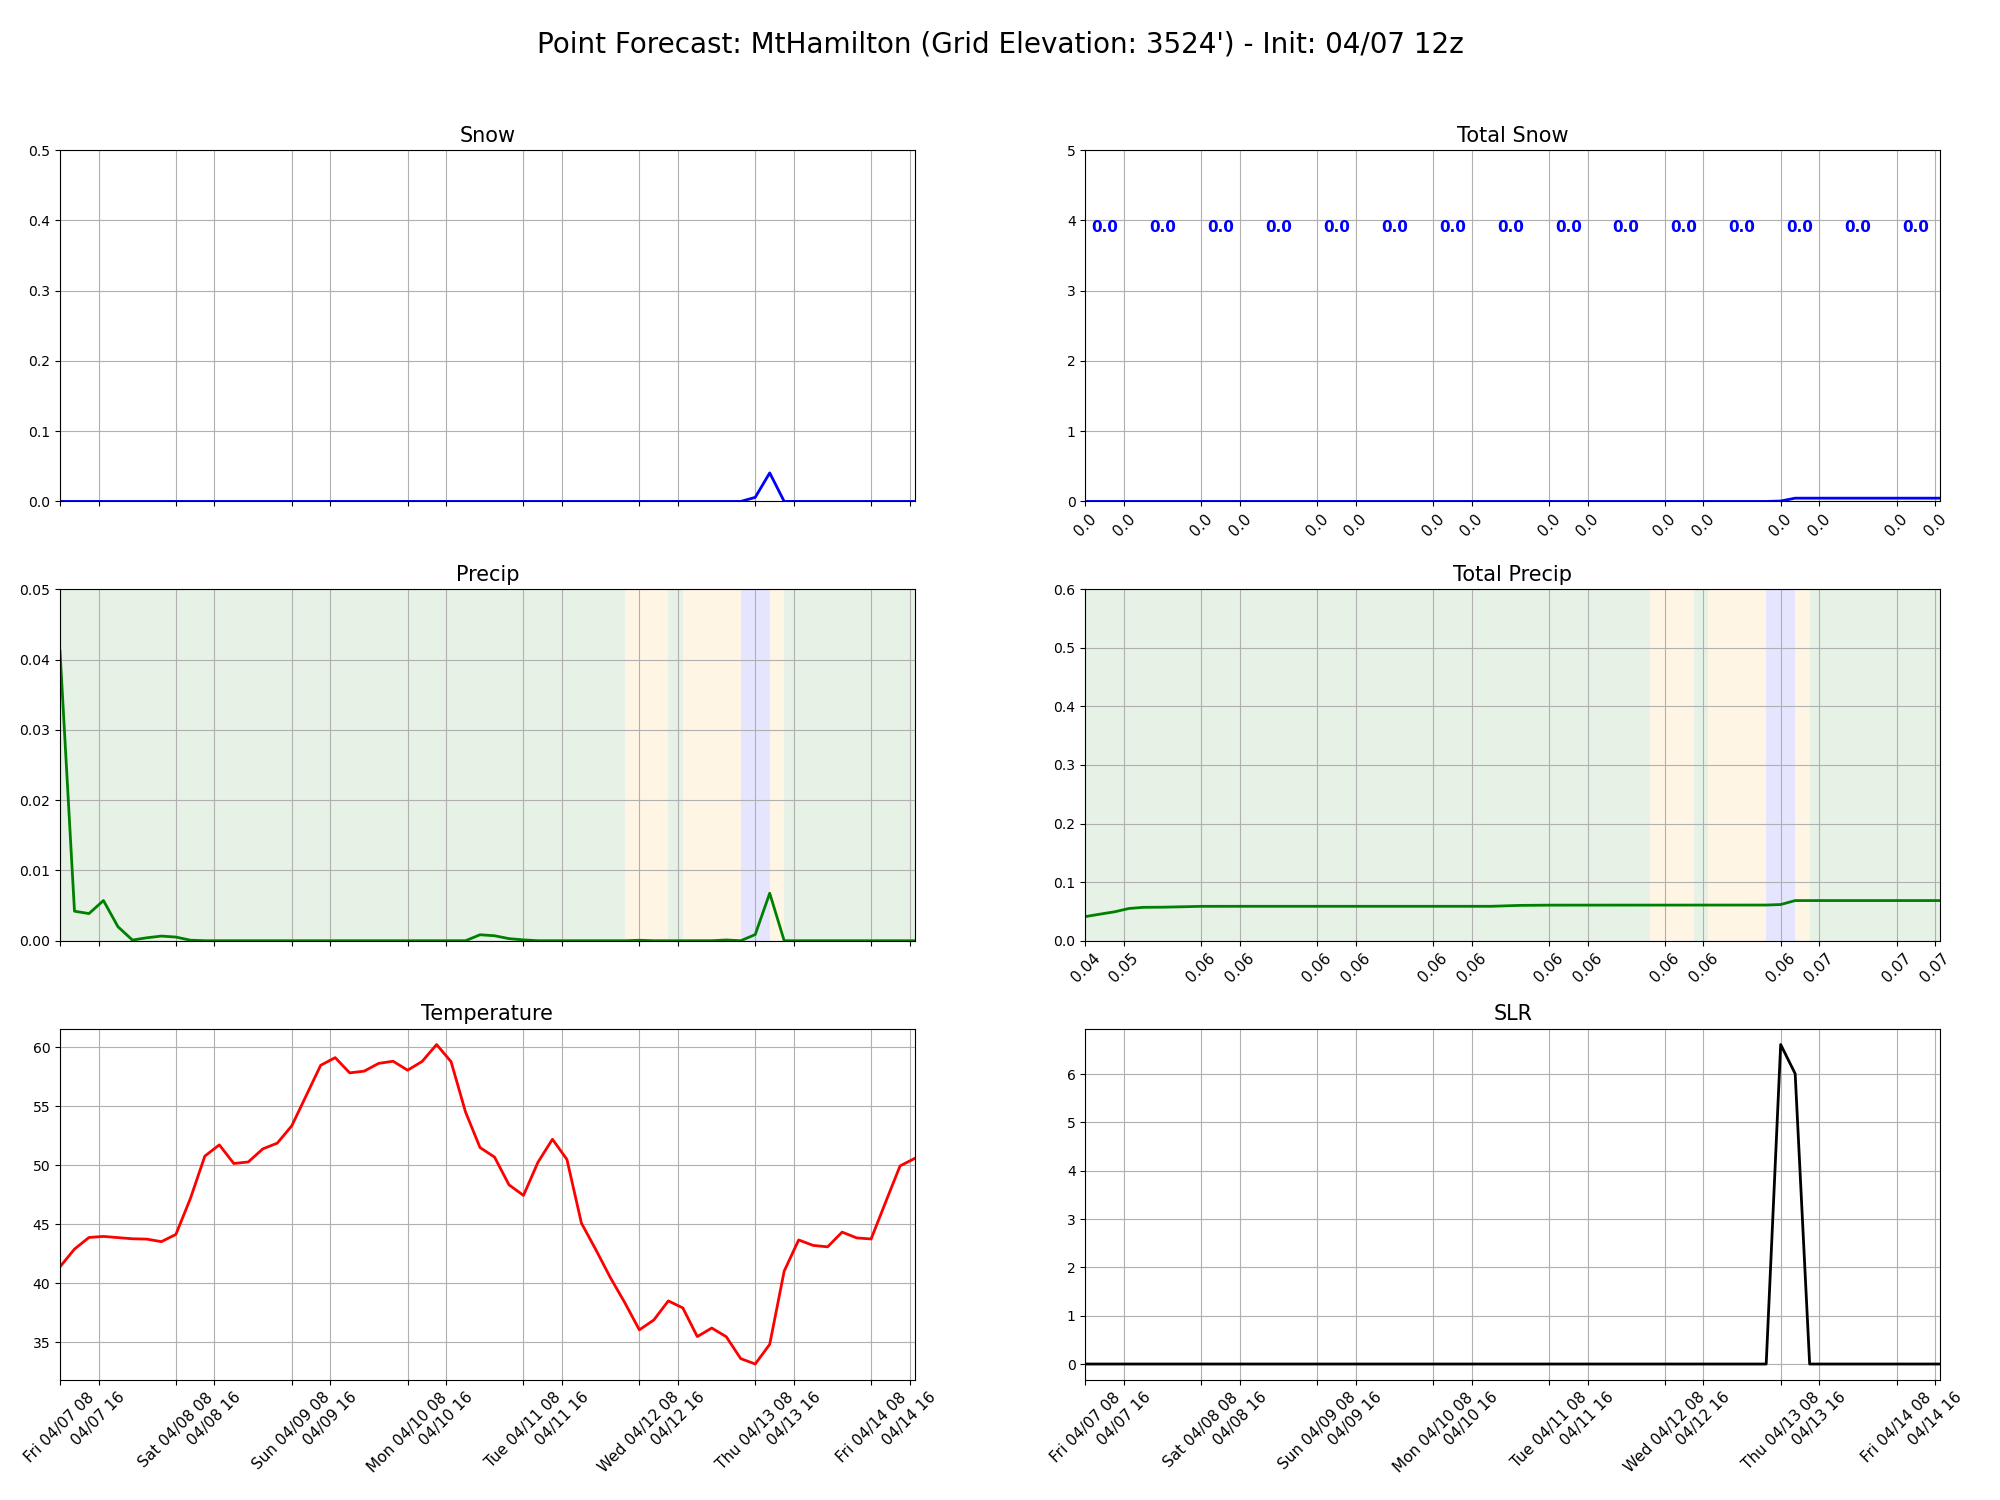 Point Forecast: MtHamilton (Grid Elevation: 3524') - Init: 04/07 12z
Snow
0.5
0.4
0.3
0.2
0.1
0.0
Total Snow
5
4
3
2
1
0
0.0 0.0 0.0 0.0 0.0 0.0 0.0 0.0 0.0 0.0 0.0 0.0 0.0 0.0 0.0
0.0 0.0 0.0 0.0 0.0 0.0 0.0 0.0 0.0 0.0 0.0 0.0 0.0 0.0 0.0 0.0
Precip
0.05
0.04
0.03
0.02
0.01
0.00
Total Precip
0.6
0.5
0.4
0.3
0.2
0.1
0.0
0.04 0.05 0.06 0.06 0.06 0.06 0.06 0.06 0.06 0.06 0.06 0.06 0.06 0.07 0.07 0.07
Temperature
60
55
50
45
40
35
Fri 04/07 08
04/07 16
Sat 04/08 08
04/08 16
Sun 04/09 08
04/09 16
Mon 04/10 08
04/10 16
Tue 04/11 08
04/11 16
Wed 04/12 08
04/12 16
Thu 04/13 08
04/13 16
Fri 04/14 08
04/14 16
SLR
6
5
4
3
2
1
0
Fri 04/07 08
04/07 16
Sat 04/08 08
04/08 16
Sun 04/09 08
04/09 16
Mon 04/10 08
04/10 16
Tue 04/11 08
04/11 16
Wed 04/12 08
04/12 16
Thu 04/13 08
04/13 16
Fri 04/14 08
04/14 16